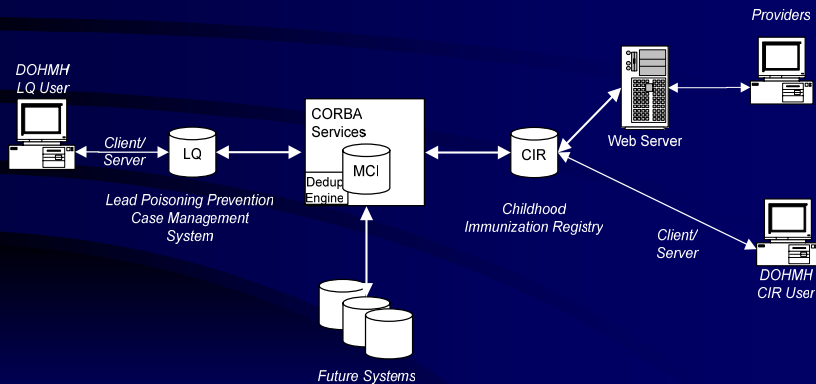 Providers
DOHMH
LQ User
Client/
Server
LQ
Lead Poisoning Prevention
Case Management
System
CORBA
Services
MCI
Dedup
Engine
CIR
Childhood
Immunization Registry
Web Server
Client/
Server
DOHMH
CIR User
Future Systems